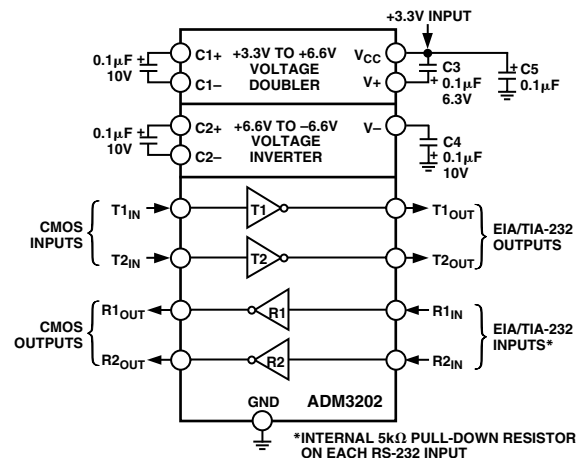 +3.3V INPUT
0.1µF
10V
+
C1+
C1–
+3.3V TO +6.6V
VOLTAGE
DOUBLER
VCC
V+
+
C3
0.1µF
6.3V
+
C5
0.1µF
0.1µF
10V
+
C2+
C2–
+6.6V TO –6.6V
VOLTAGE
INVERTER
V–
C4
+
0.1µF
10V
CMOS
INPUTS
T1IN
T1
T1OUT
T2IN
T2
T2OUT
EIA/TIA-232
OUTPUTS
CMOS
OUTPUTS
R1OUT
R1
R1IN
R2OUT
R2
R2IN
EIA/TIA-232
INPUTS*
GND
ADM3202
*INTERNAL 5kΩ PULL-DOWN RESISTOR
ON EACH RS-232 INPUT